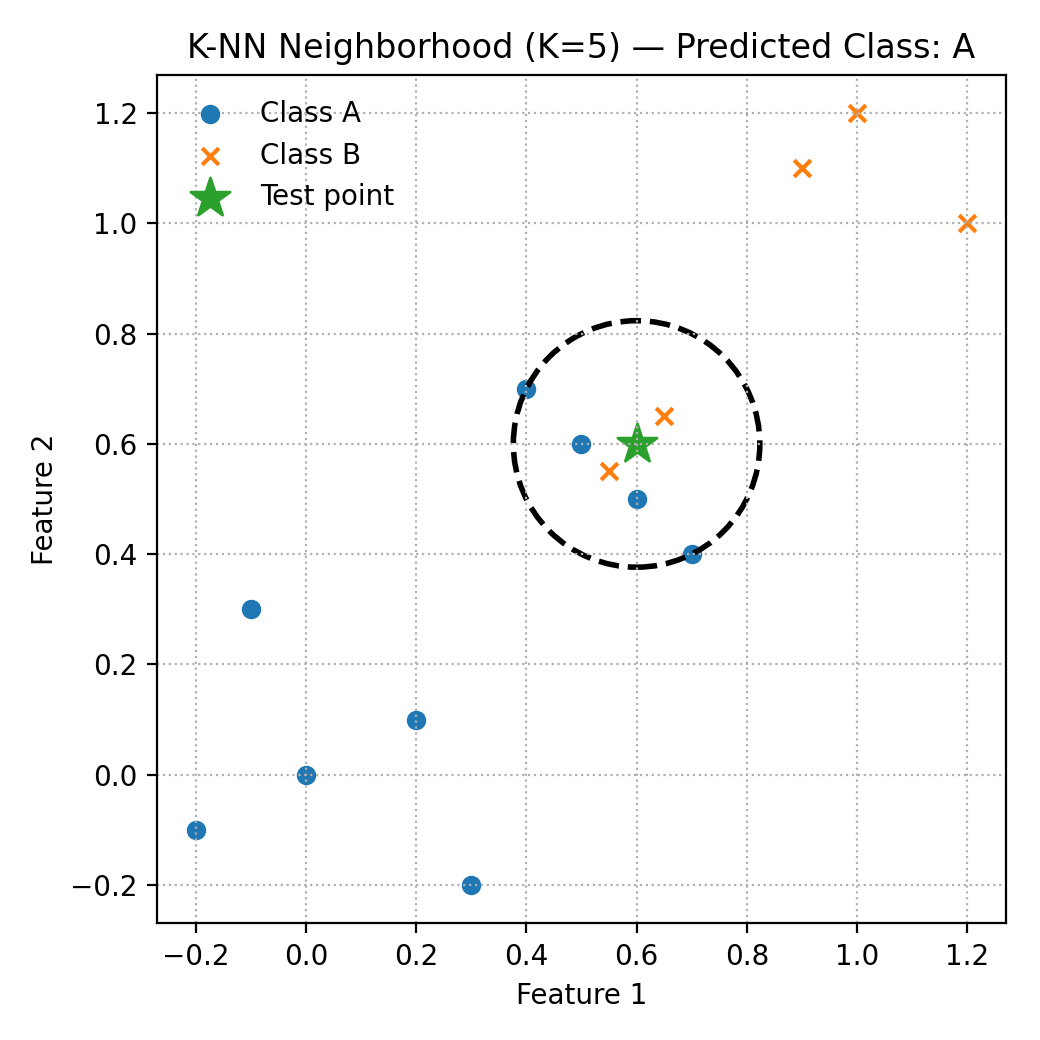 K-NN Neighborhood (K=5) — Predicted Class: A
Class A
Class B
Test point
1.2
1.0
0.8
0.6
0.4
0.2
0.0
−0.2
Feature 2
−0.2 0.0 0.2 0.4 0.6 0.8 1.0 1.2
Feature 1